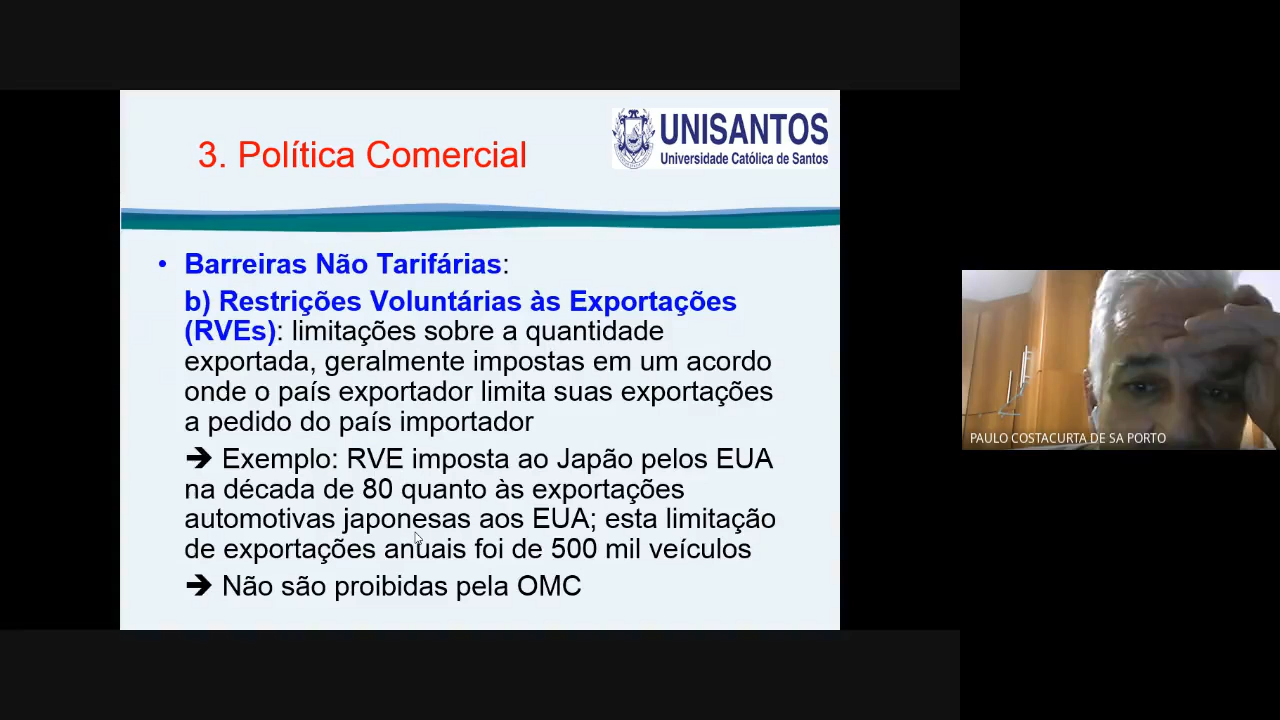 3. Política Comercial
UNISANTOS
Universidade Católica de Santos
• Barreiras Não Tarifárias:
b) Restrições Voluntárias às Exportações
(RVEs): limitações sobre a quantidade
exportada, geralmente impostas em um acordo
onde o país exportador limita suas exportações
a pedido do país importador
➔ Exemplo: RVE imposta ao Japão pelos EUA
na década de 80 quanto às exportações
automotivas japonesas aos EUA; esta limitação
de exportações anuais foi de 500 mil veículos
➔ Não são proibidas pela OMC
PAULO COSTACURTA DE SA PORTO